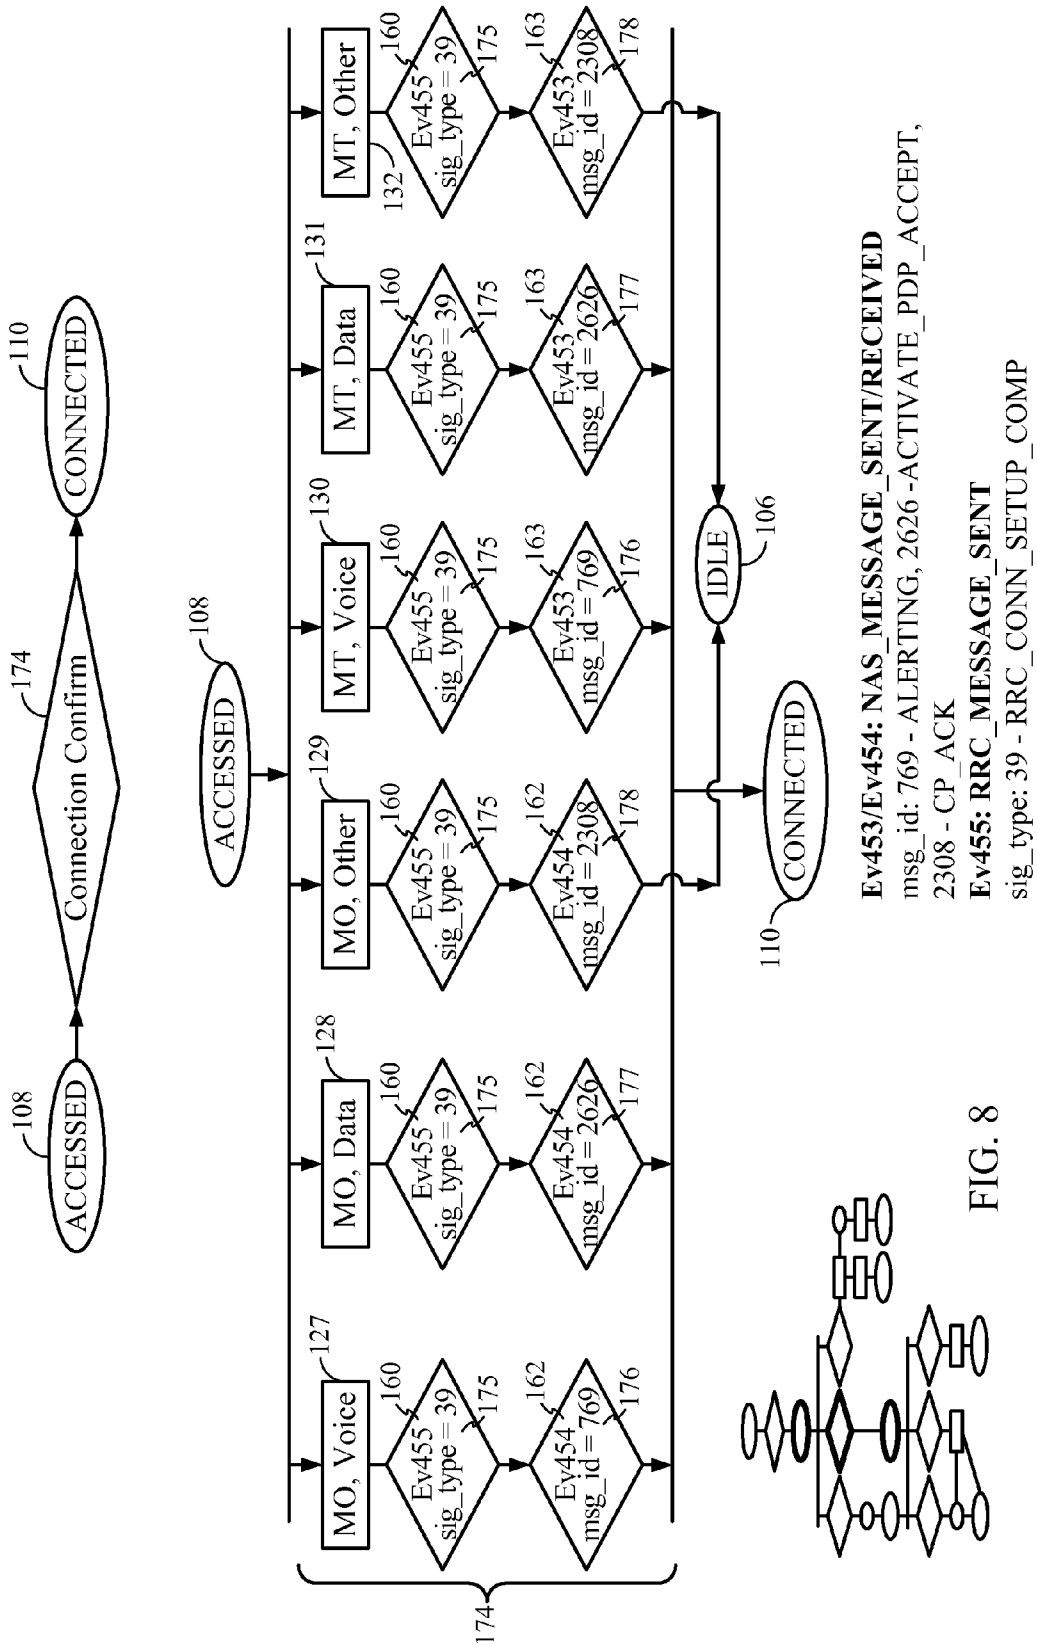 108
ACCESSED
174
Connection Confirm
110
CONNECTED
108
ACCESSED
174
MO, Voice
127
MO, Data
128
MO, Other
129
MT, Voice
130
MT, Data
131
MT, Other
132
Ev455
sig_type = 39
160
175
Ev455
sig_type = 39
160
175
Ev455
sig_type = 39
160
175
Ev455
sig_type = 39
160
175
Ev455
sig_type = 39
160
175
Ev455
sig_type = 39
160
175
Ev454
msg_id = 769
162
176
Ev454
msg_id = 2626
162
177
Ev454
msg_id = 2308
162
178
Ev453
msg_id = 769
163
176
Ev453
msg_id = 2626
163
177
Ev453
msg_id = 2308
163
178
IDLE
106
CONNECTED
110
Ev453/Ev454: NAS_MESSAGE_SENT/RECEIVED
msg_id: 769 - ALERTING, 2626 -ACTIVATE_PDP_ACCEPT,
2308 - CP_ACK
Ev455: RRC_MESSAGE_SENT
sig_type: 39 - RRC_CONN_SETUP_COMP
FIG. 8